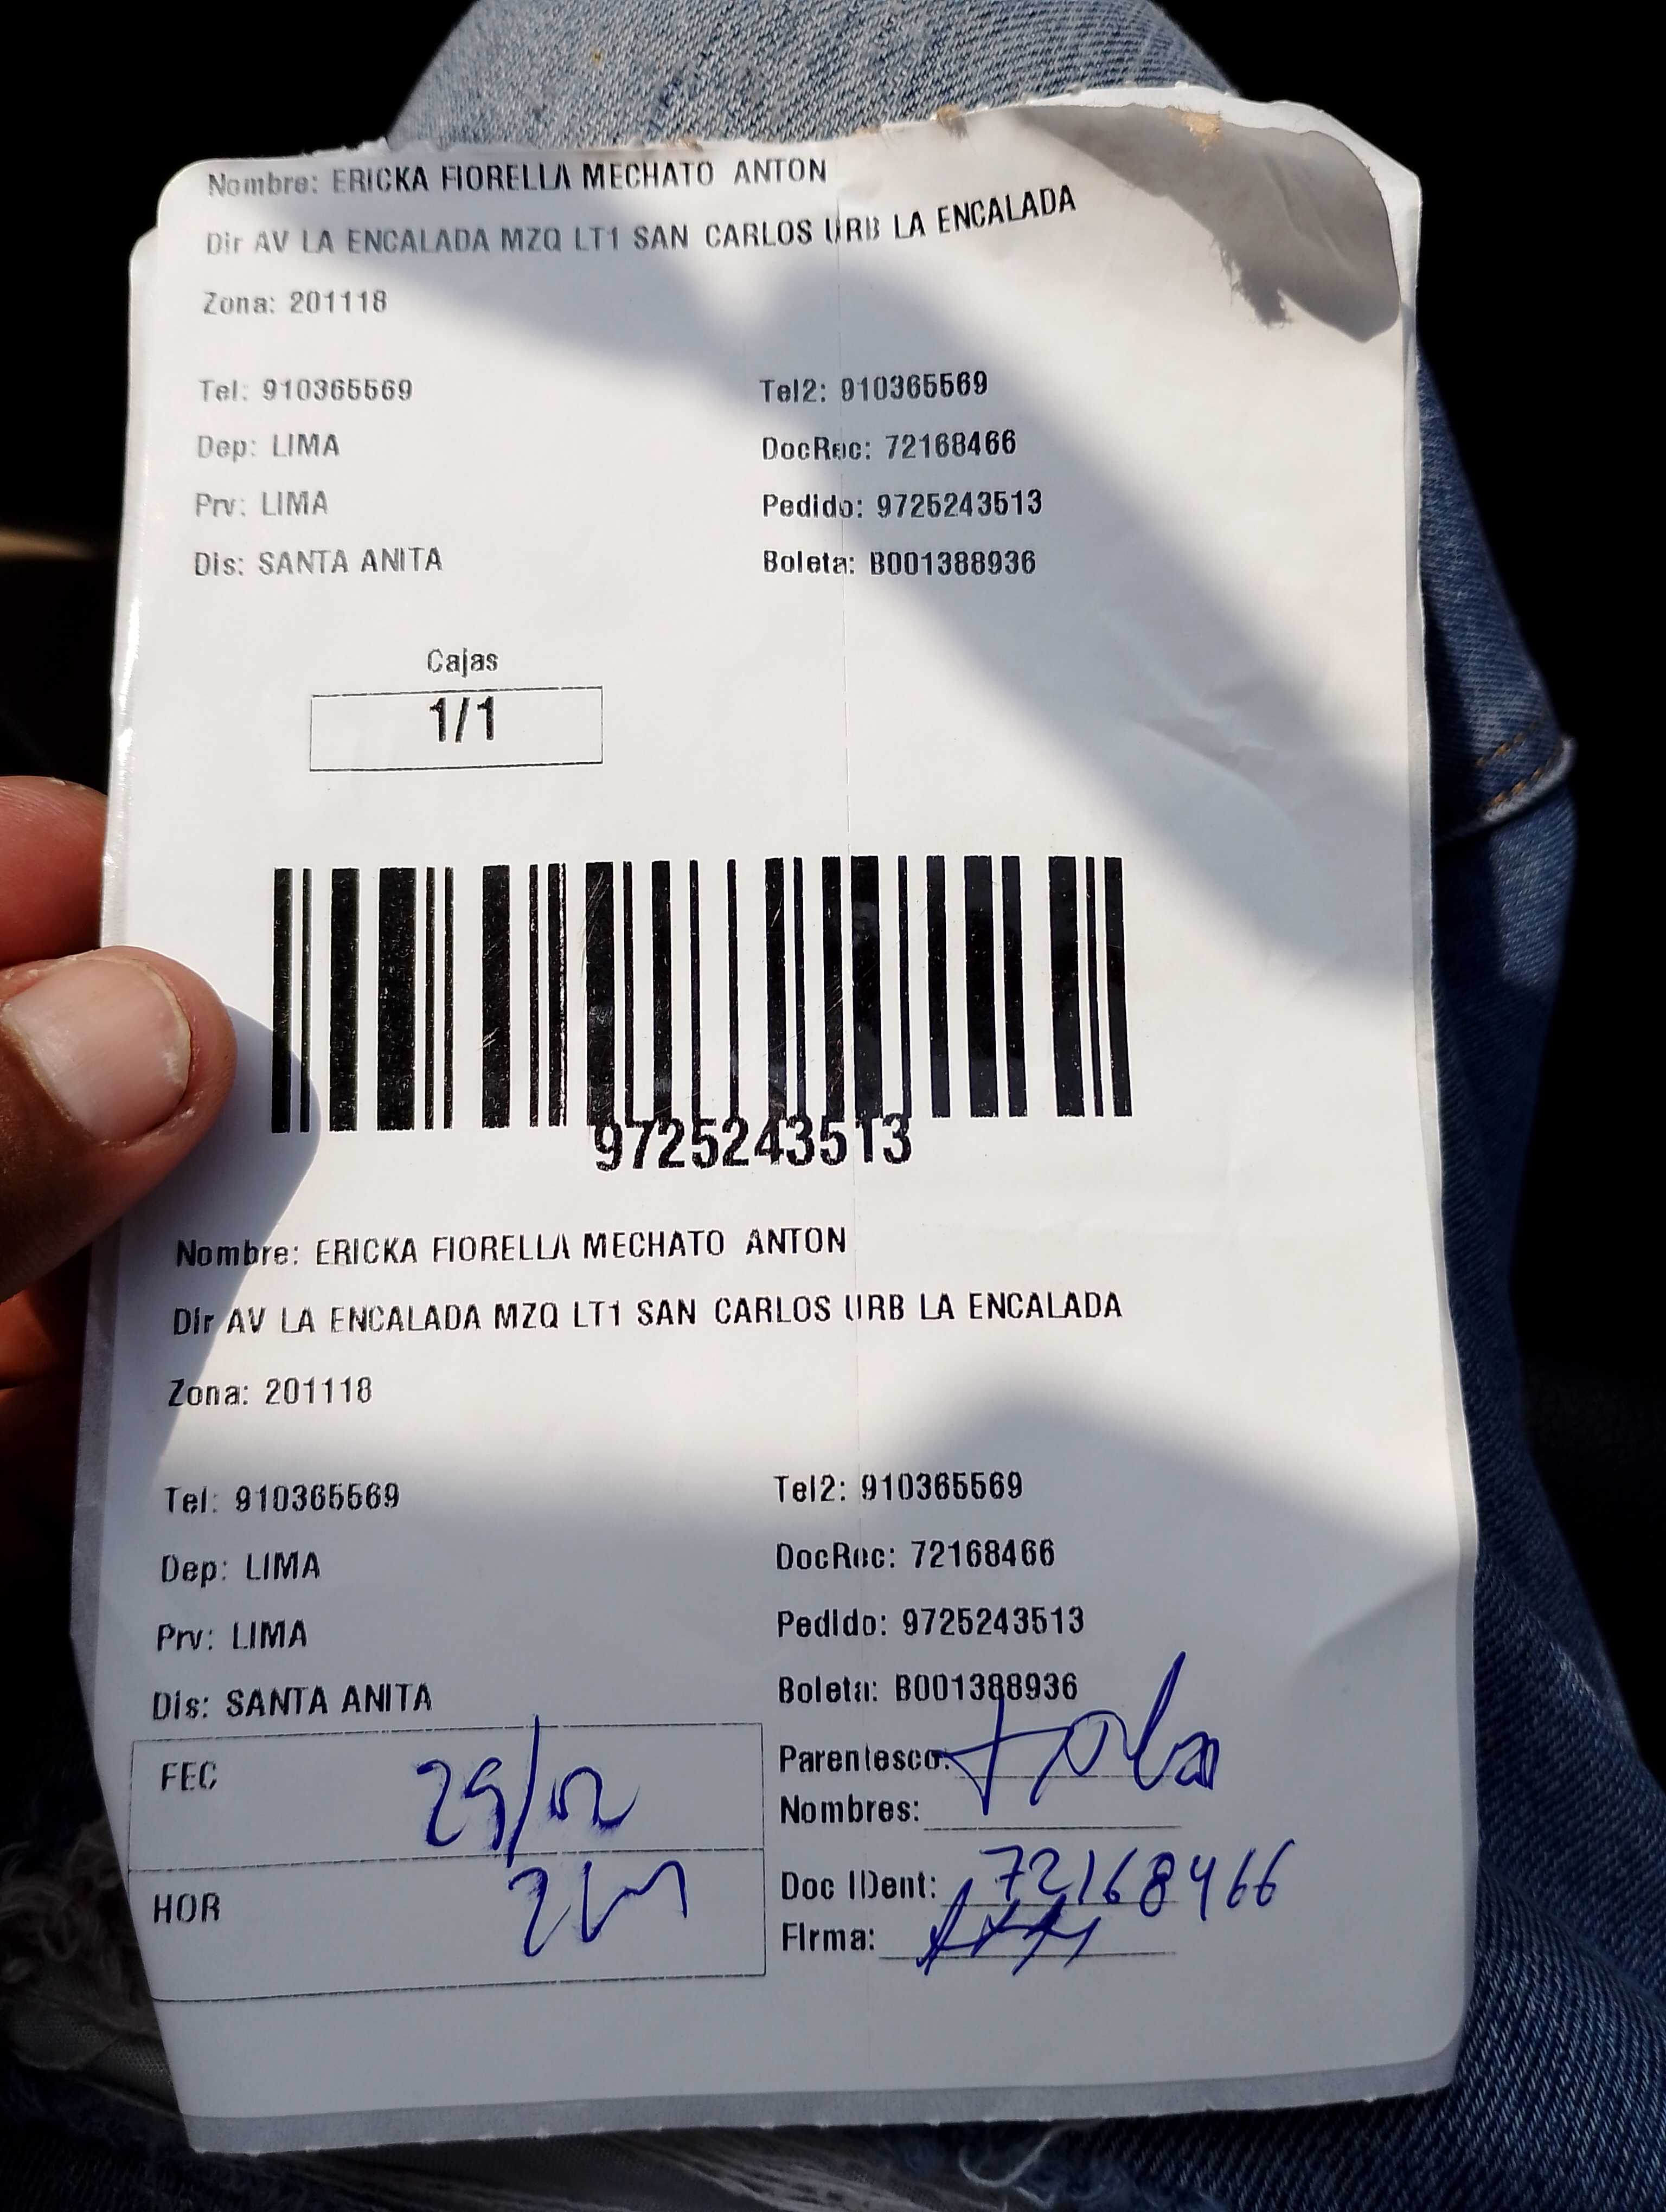 Nombre: ERICKA FIORELLA MECHATO ANTON
Dir AV LA ENCALADA MZQ LT1 SAN CARLOS URB LA ENCALADA
Zona: 201118
Tel: 910365569 Tel2: 910365569
Dep: LIMA DocRec: 72168466
Prv: LIMA Pedido: 9725243513
Dis: SANTA ANITA Boleta: B001388936
Cajas
1/1
9725243513
Nombre: ERICKA FIORELLA MECHATO ANTON
Dir AV LA ENCALADA MZQ LT1 SAN CARLOS URB LA ENCALADA
Zona: 201118
Tel: 910365569 Tel2: 910365569
Dep: LIMA DocRec: 72168466
Prv: LIMA Pedido: 9725243513
Dis: SANTA ANITA Boleta: B001388936
FEC Parentesco:
Nombres:
HOR Doc IDent: 72168466
Firma: